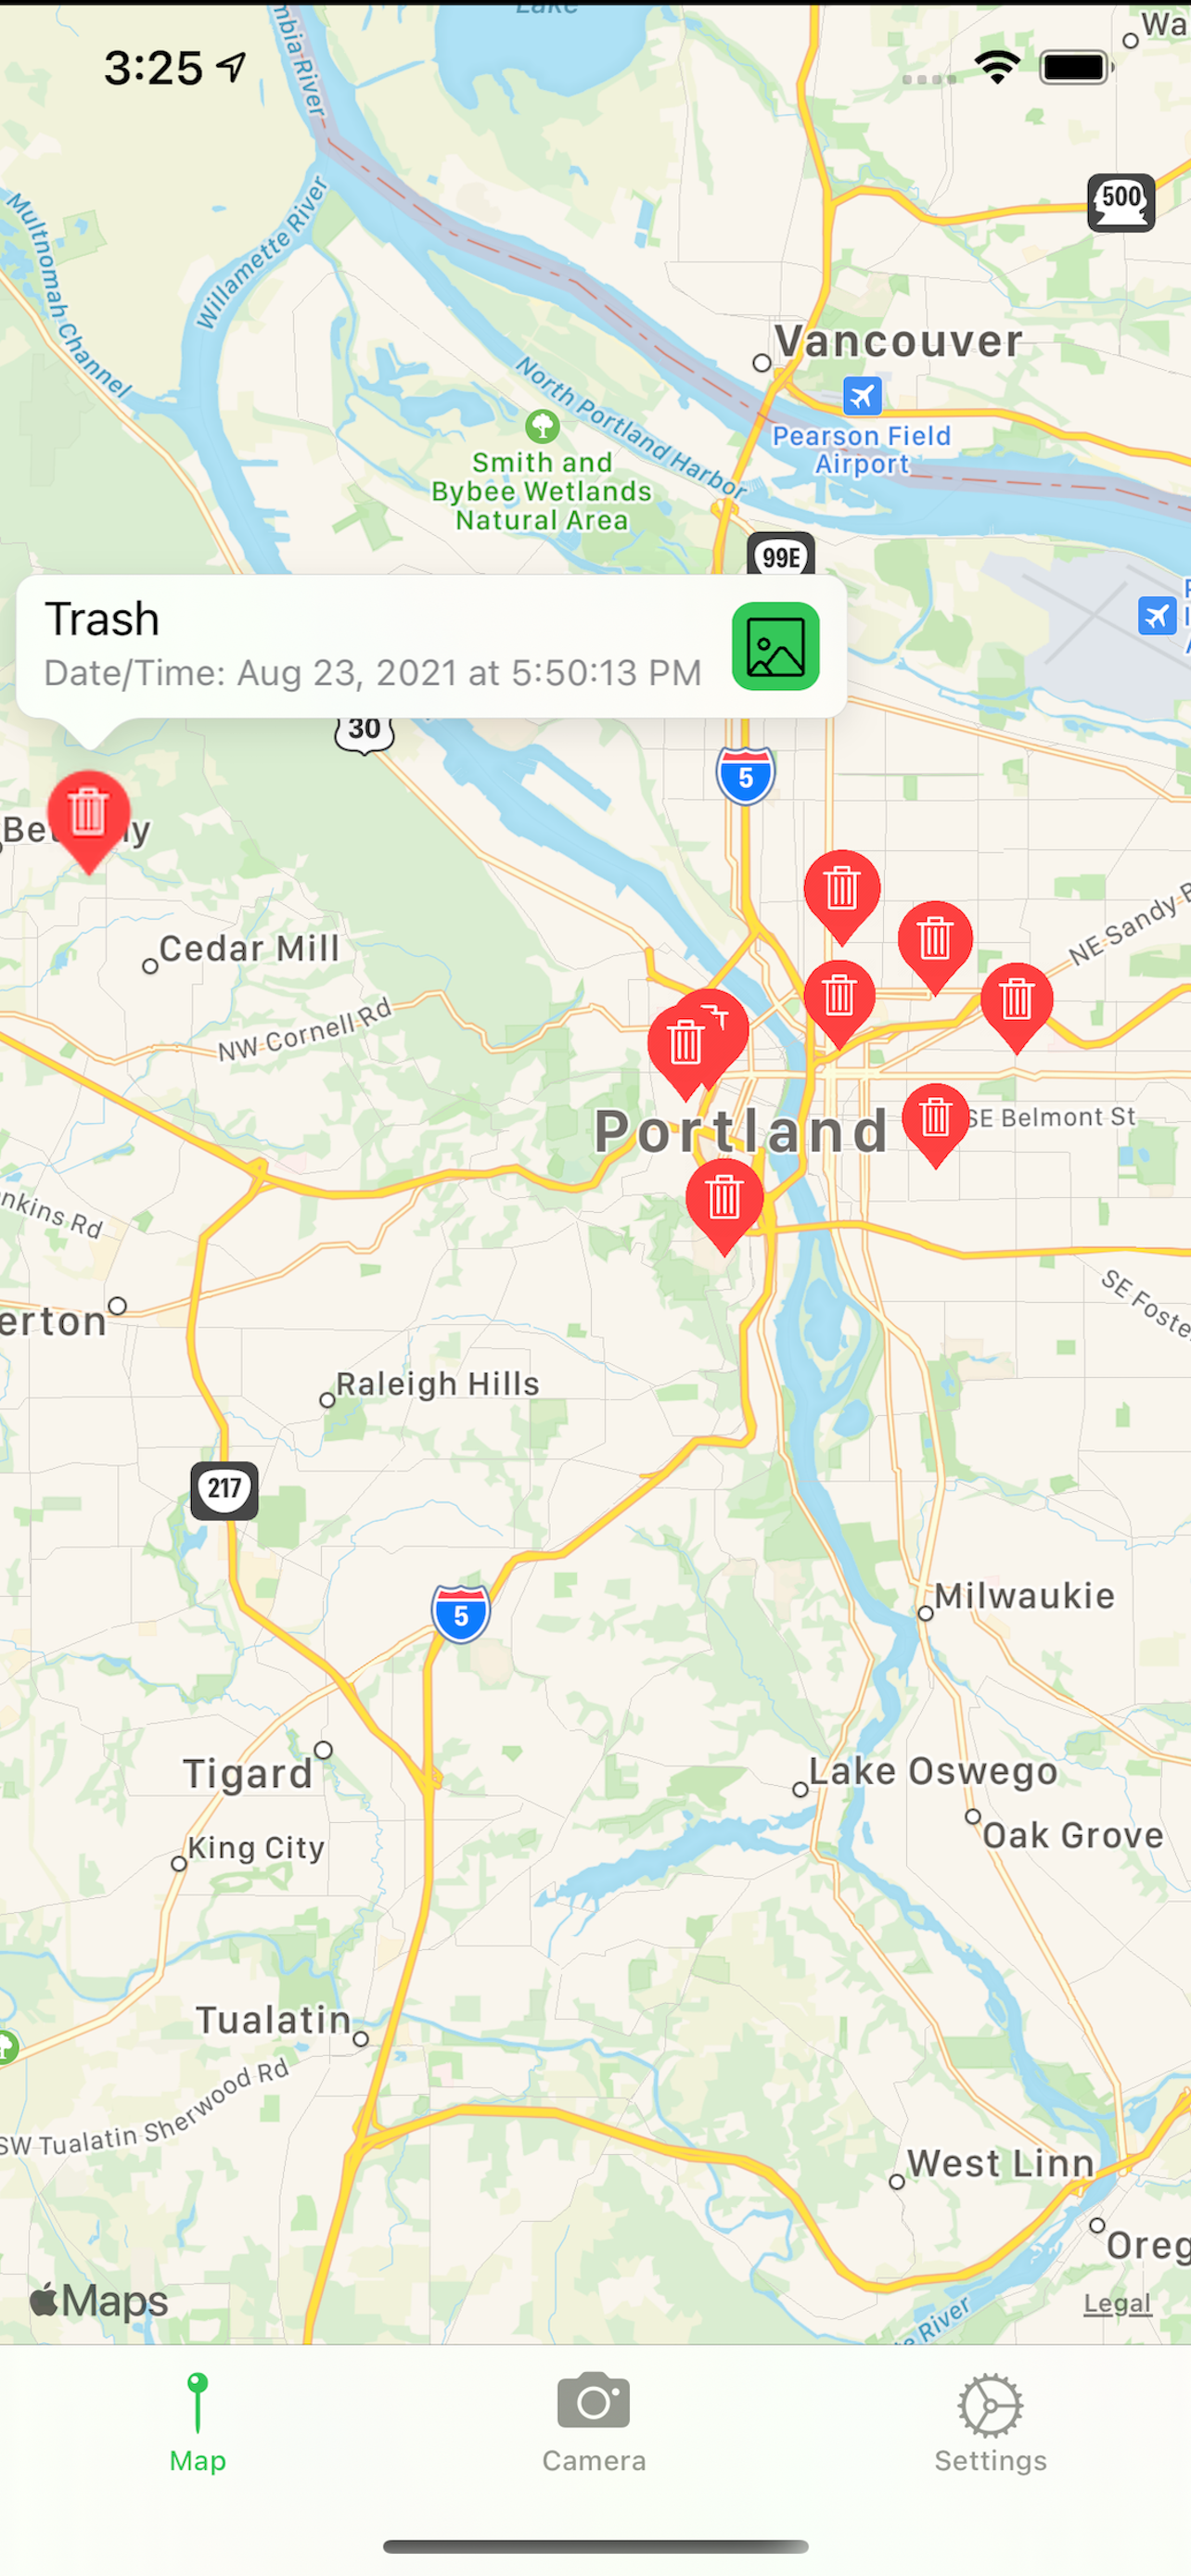 Lake
Wa
3:25
mbia River
500
Multnomah Channel
Willamette River
Vancouver
North Portland Harbor
Pearson Field
Airport
Smith and
Bybee Wetlands
Natural Area
99E
Trash
Date/Time: Aug 23, 2021 at 5:50:13 PM
30
5
Cedar Mill
NE Sandy
NW Cornell Rd
Portland
SE Belmont St
nkins Rd
erton
SE Foste
Raleigh Hills
217
5
Milwaukie
Tigard
Lake Oswego
Oak Grove
King City
Tualatin
SW Tualatin Sherwood Rd
West Linn
Oreg
Maps
Legal
te River
Map
Camera
Settings